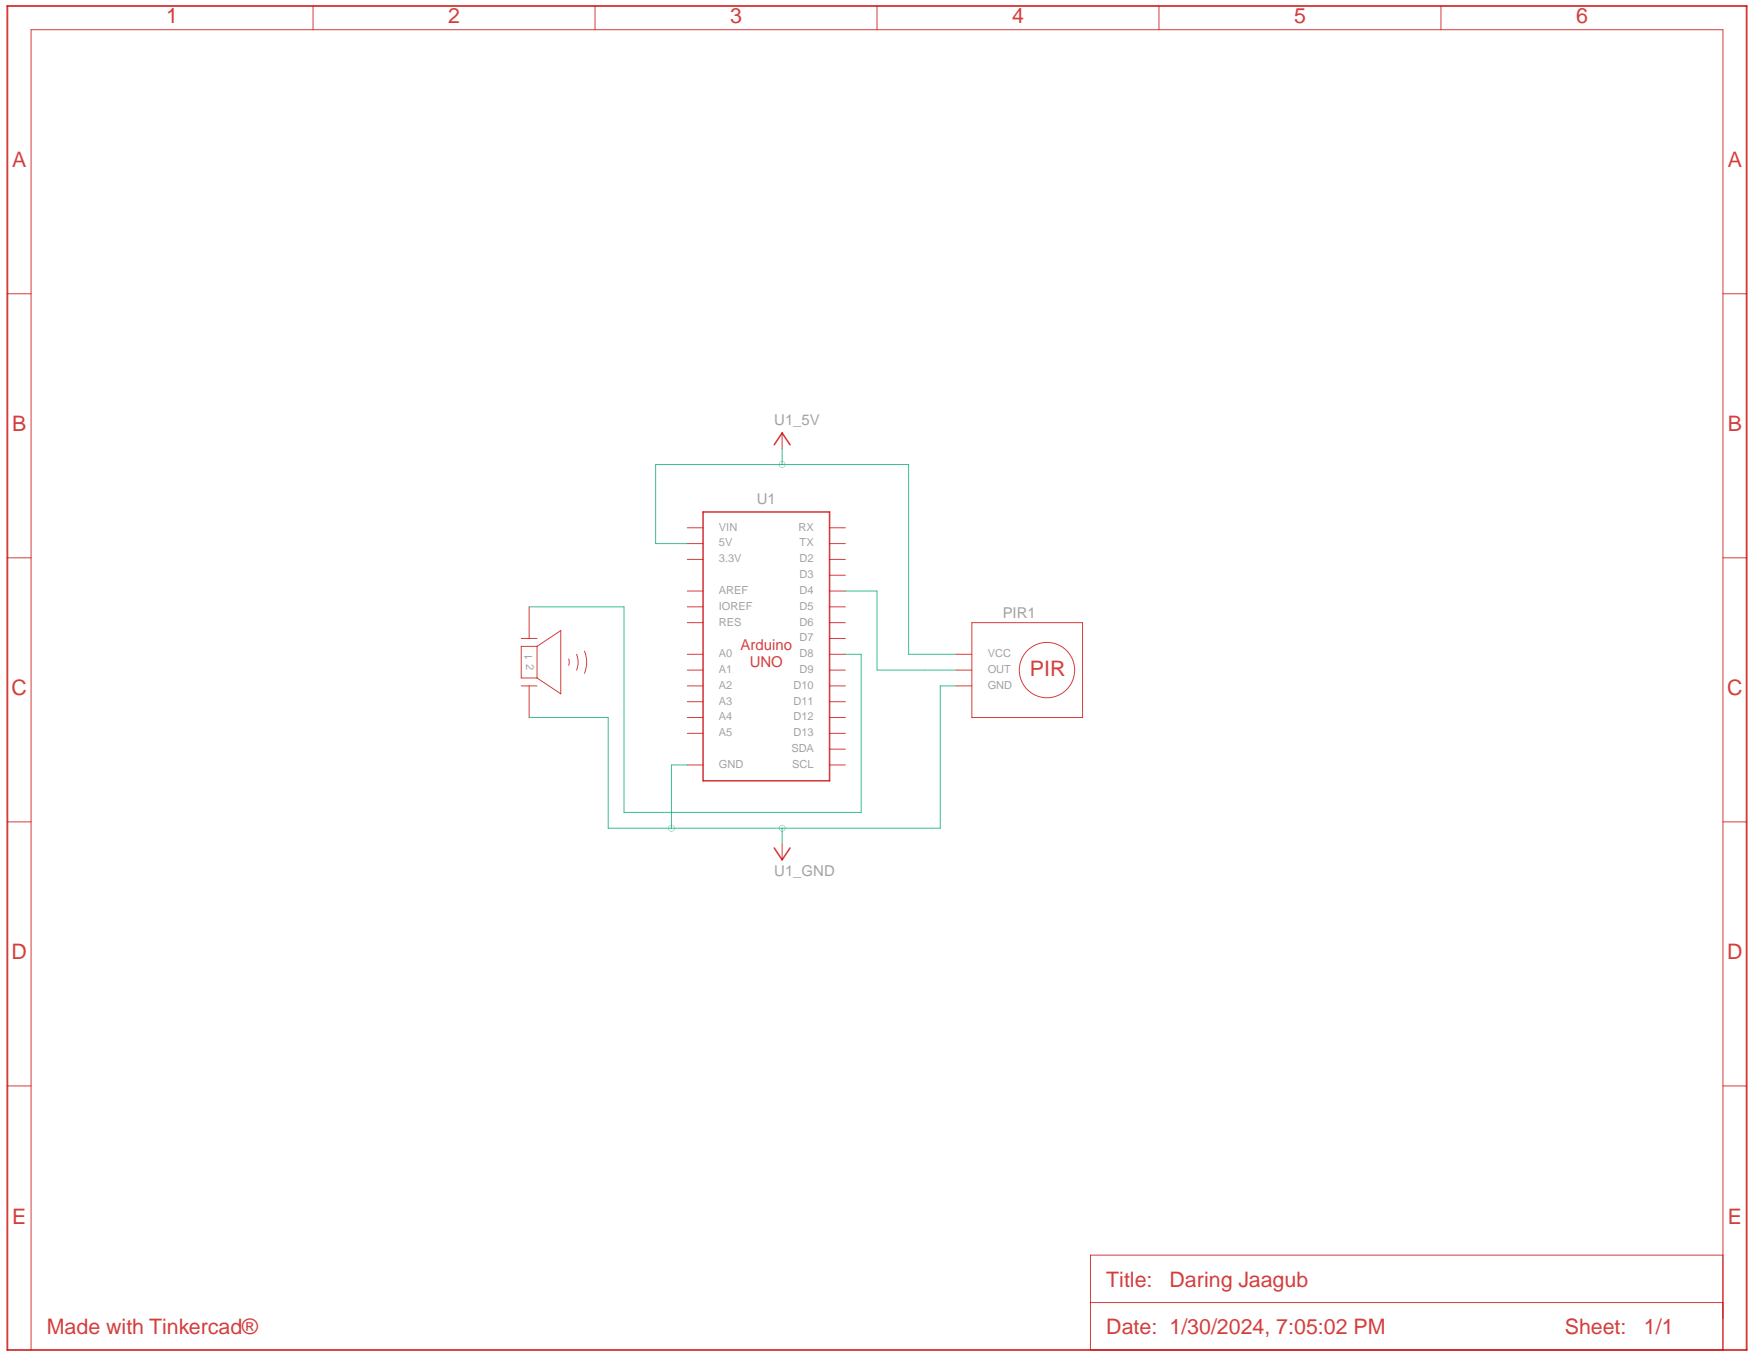 1 2 3 4 5 6
A A
B B
C C
D D
E E
U1_5V
U1
VIN RX
5V TX
3.3V D2
D3
AREF D4
IOREF D5
RES D6
D7
Arduino
UNO
A0 D8
A1 D9
A2 D10
A3 D11
A4 D12
A5 D13
SDA
GND SCL
1 2
PIR1
VCC
OUT
GND
PIR
U1_GND
Title: Daring Jaagub
Made with Tinkercad®
Date: 1/30/2024, 7:05:02 PM Sheet: 1/1